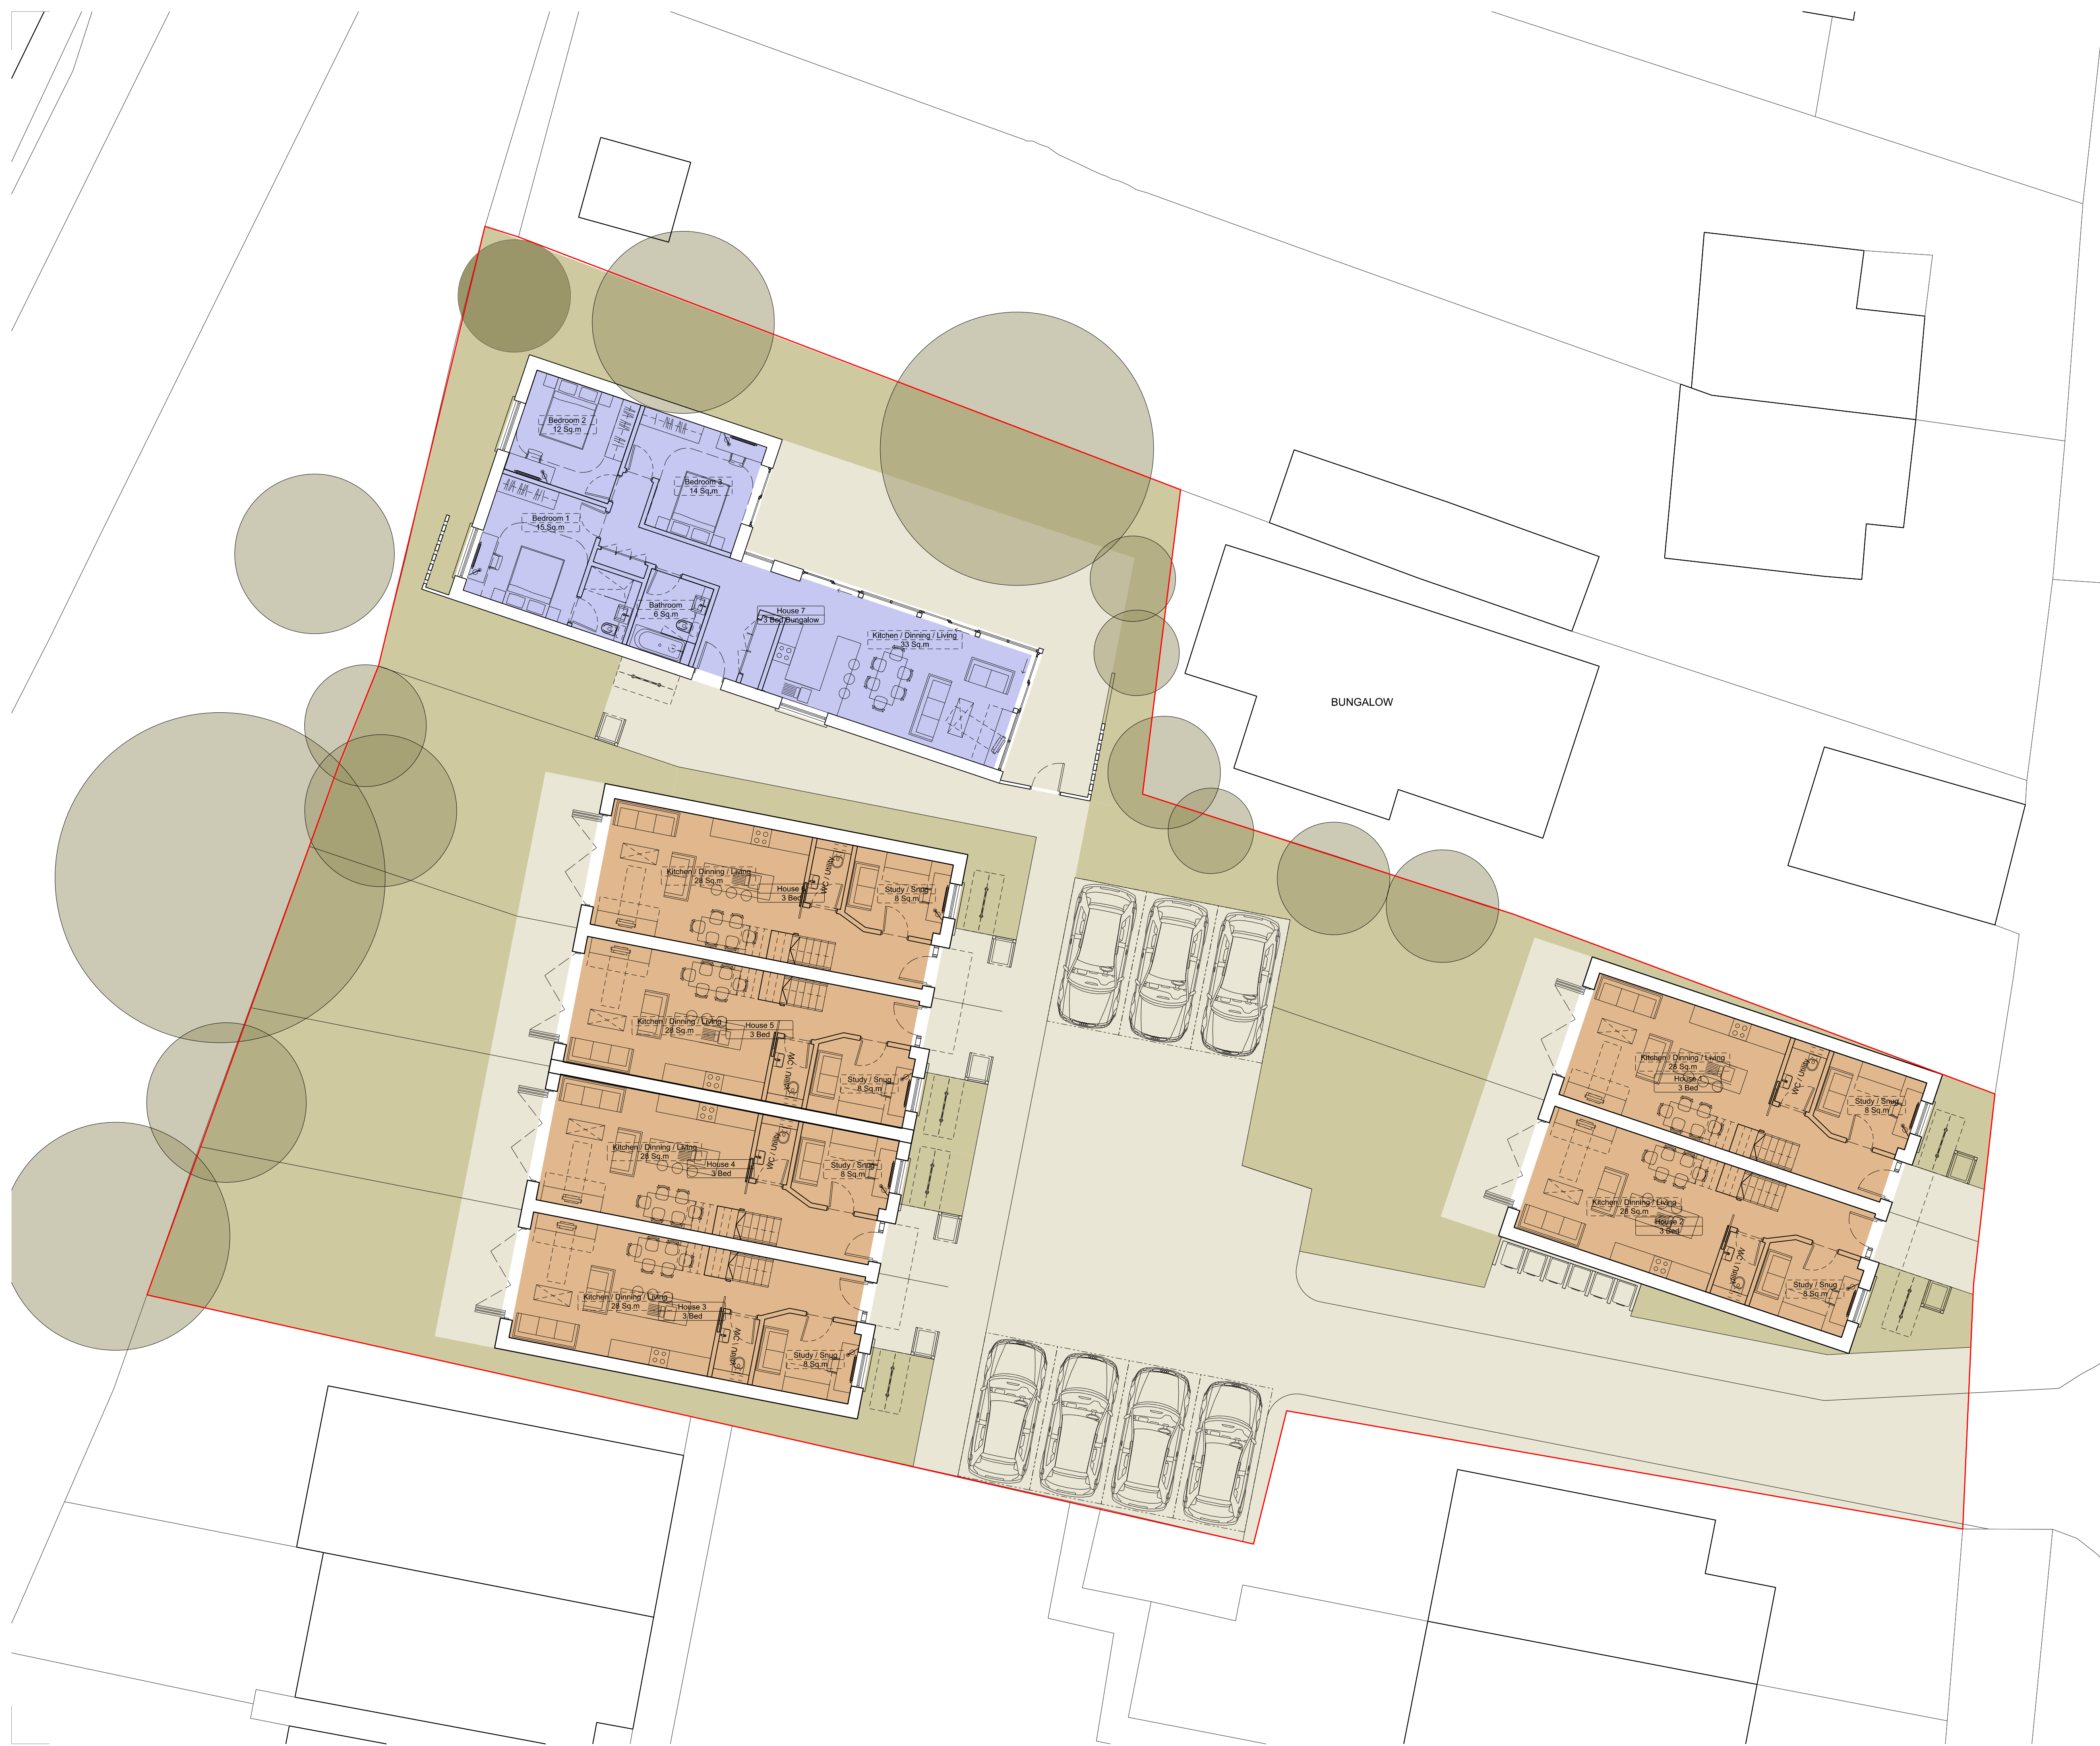 Bedroom 2
12 Sq.m
Bedroom 3
14 Sq.m
Bedroom 1
15 Sq.m
Bathroom
6 Sq.m
House 7
3 Bed Bungalow
Kitchen / Dinning / Living
33 Sq.m
BUNGALOW
Kitchen / Dinning / Living
28 Sq.m
House 6
3 Bed
WC / Utility
Study / Snug
8 Sq.m
Kitchen / Dinning / Living
28 Sq.m
House 5
3 Bed
WC / Utility
Study / Snug
8 Sq.m
Kitchen / Dinning / Living
28 Sq.m
House 4
3 Bed
WC / Utility
Study / Snug
8 Sq.m
Kitchen / Dinning / Living
28 Sq.m
House 3
3 Bed
WC / Utility
Study / Snug
8 Sq.m
Kitchen / Dinning / Living
28 Sq.m
House 1
3 Bed
WC / Utility
Study / Snug
8 Sq.m
Kitchen / Dinning / Living
28 Sq.m
House 2
3 Bed
WC / Utility
Study / Snug
8 Sq.m